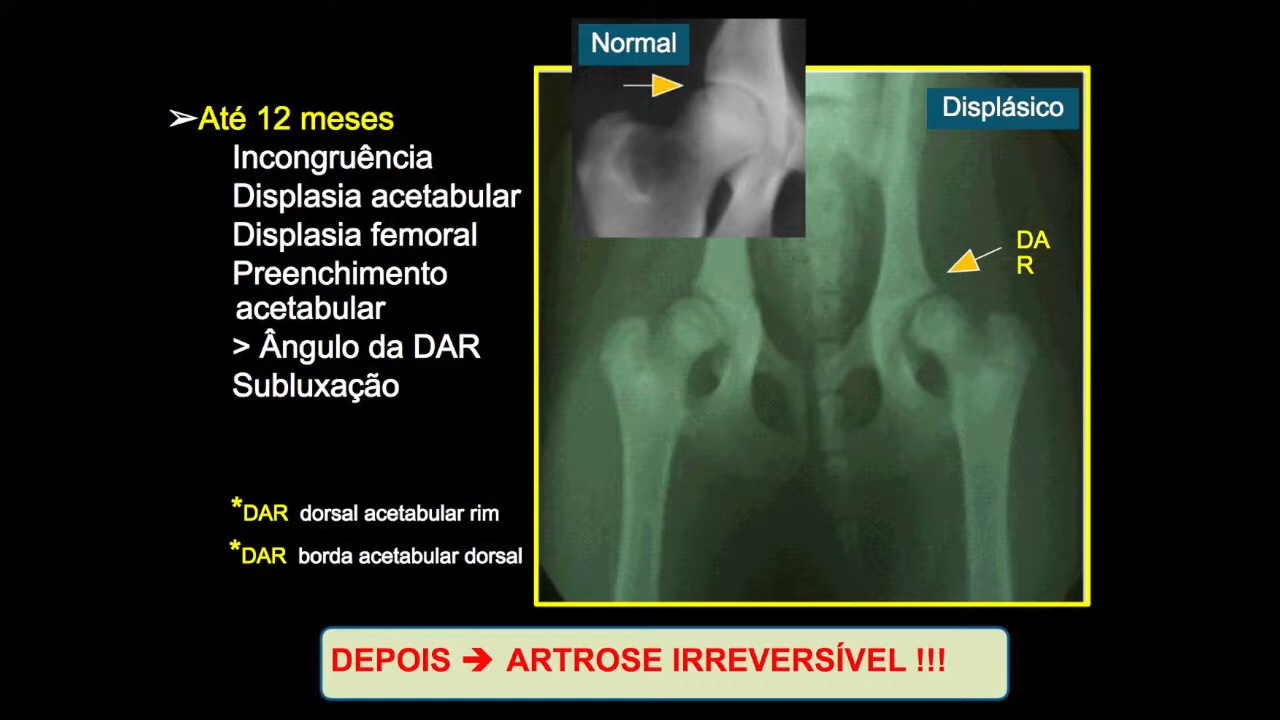 Normal
Displásico
➢Até 12 meses
Incongruência
Displasia acetabular
Displasia femoral
Preenchimento
acetabular
> Ângulo da DAR
Subluxação
DA
R
*DAR dorsal acetabular rim
*DAR borda acetabular dorsal
DEPOIS ➔ ARTROSE IRREVERSÍVEL !!!